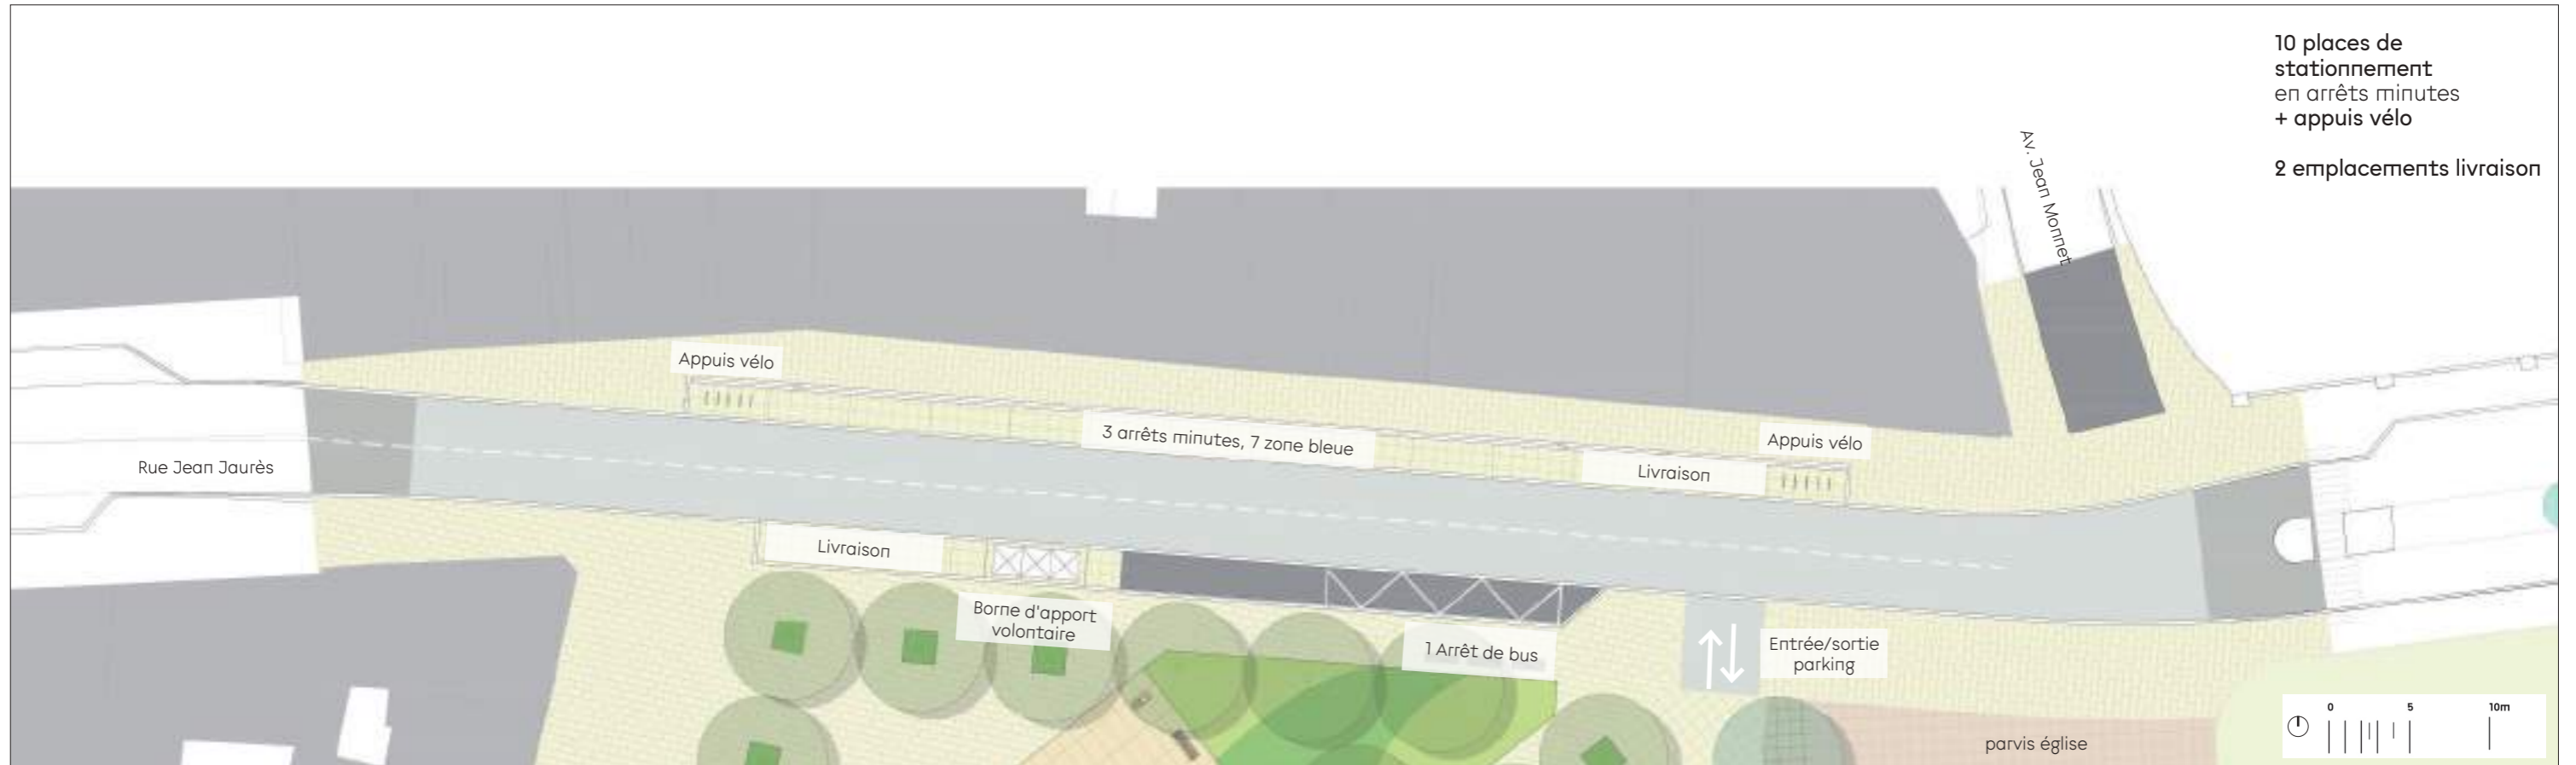 10 places de
stationnement
en arrêts minutes
+ appuis vélo
2 emplacements livraison
Av. Jean Monnet
Appuis vélo
3 arrêts minutes, 7 zone bleue
Appuis vélo
Livraison
Rue Jean Jaurès
Livraison
Borne d'apport
volontaire
1 Arrêt de bus
Entrée/sortie
parking
parvis église
0 5 10m